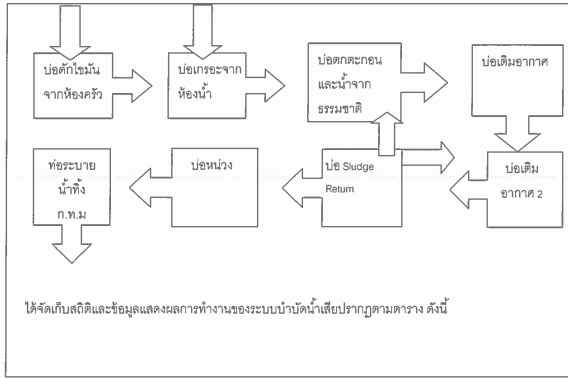 บ่อดักไขมัน
จากห้องครัว
บ่อเกรอะจาก
ห้องน้ำ
บ่อตกตะกอน
และน้ำจาก
ธรรมชาติ
บ่อเติมอากาศ
ท่อระบาย
น้ำทิ้ง
ก.ท.ม
บ่อหน่วง
บ่อ Sludge
Return
บ่อเติม
อากาศ 2
ได้จัดเก็บสถิติและข้อมูลแสดงผลการทำงานของระบบบำบัดน้ำเสียปรากฏตามตาราง ดังนี้